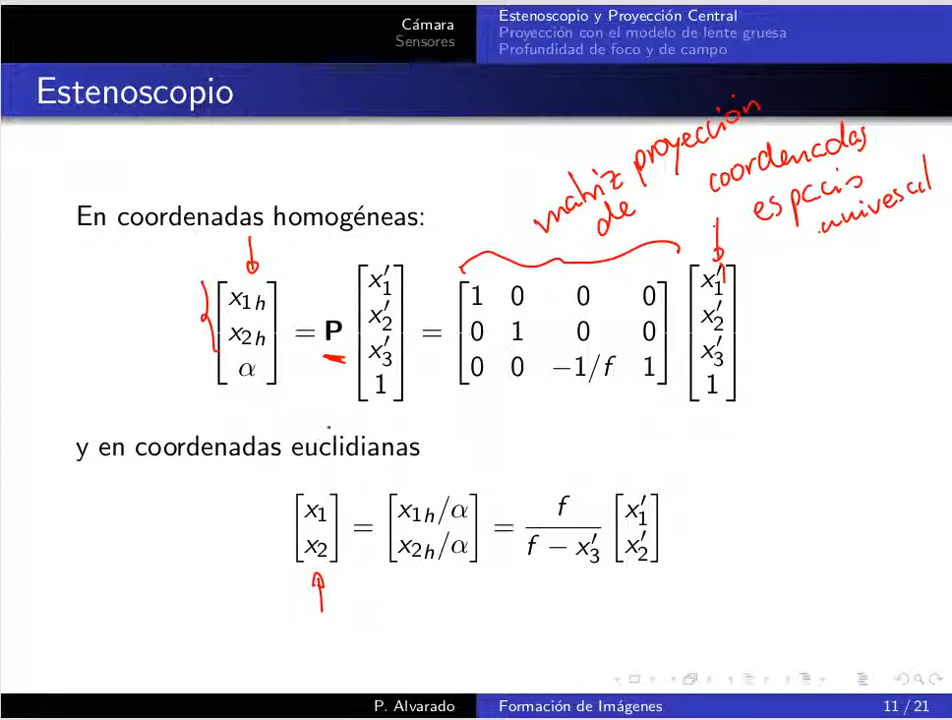 Cámara
Sensores
Estenoscopio y Proyección Central
Proyección con el modelo de lente gruesa
Profundidad de foco y de campo
Estenoscopio
matriz proyección
de
coordenadas
espacio
univesal
En coordenadas homogéneas:
[x₁ₕ x₂ₕ α] = P [x′₁ x′₂ x′₃ 1] = [1 0 0 0; 0 1 0 0; 0 0 −1/f 1] [x′₁ x′₂ x′₃ 1]
y en coordenadas euclidianas
[x₁ x₂] = [x₁ₕ/α x₂ₕ/α] = f / (f − x′₃) [x′₁ x′₂]
P. Alvarado
Formación de Imágenes
11 / 21